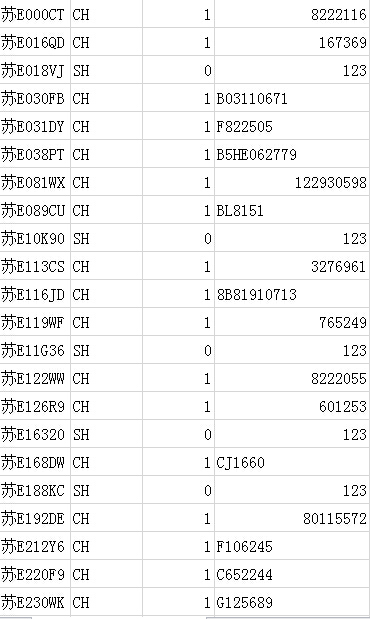 苏E000CT CH 1 8222116
苏E016QD CH 1 167369
苏E018VJ SH 0 123
苏E030FB CH 1 B03110671
苏E031DY CH 1 F822505
苏E038PT CH 1 B5HE062779
苏E081WX CH 1 122930598
苏E089CU CH 1 BL8151
苏E10K90 SH 0 123
苏E113CS CH 1 3276961
苏E116JD CH 1 8B81910713
苏E119WF CH 1 765249
苏E11G36 SH 0 123
苏E122WW CH 1 8222055
苏E126R9 CH 1 601253
苏E16320 SH 0 123
苏E168DW CH 1 CJ1660
苏E188KC SH 0 123
苏E192DE CH 1 80115572
苏E212Y6 CH 1 F106245
苏E220F9 CH 1 C652244
苏E230WK CH 1 G125689